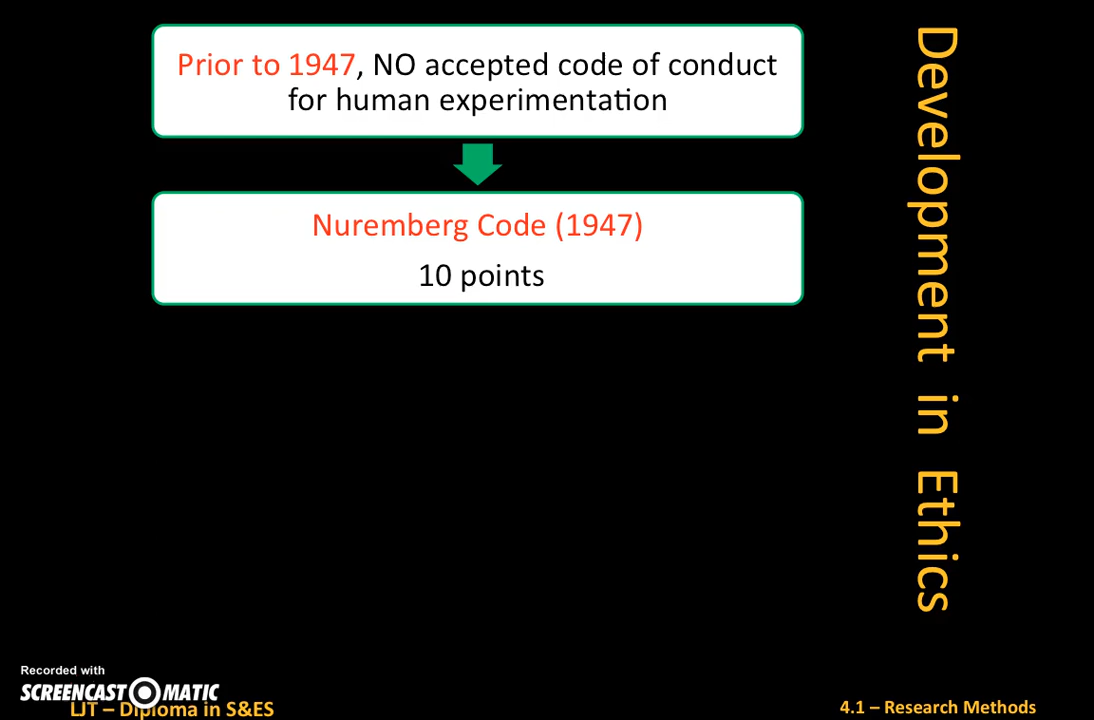 Prior to 1947, NO accepted code of conduct
for human experimentation
Nuremberg Code (1947)
10 points
Development in Ethics
Recorded with
SCREENCAST MATIC
LJT – Diploma in S&ES
4.1 – Research Methods